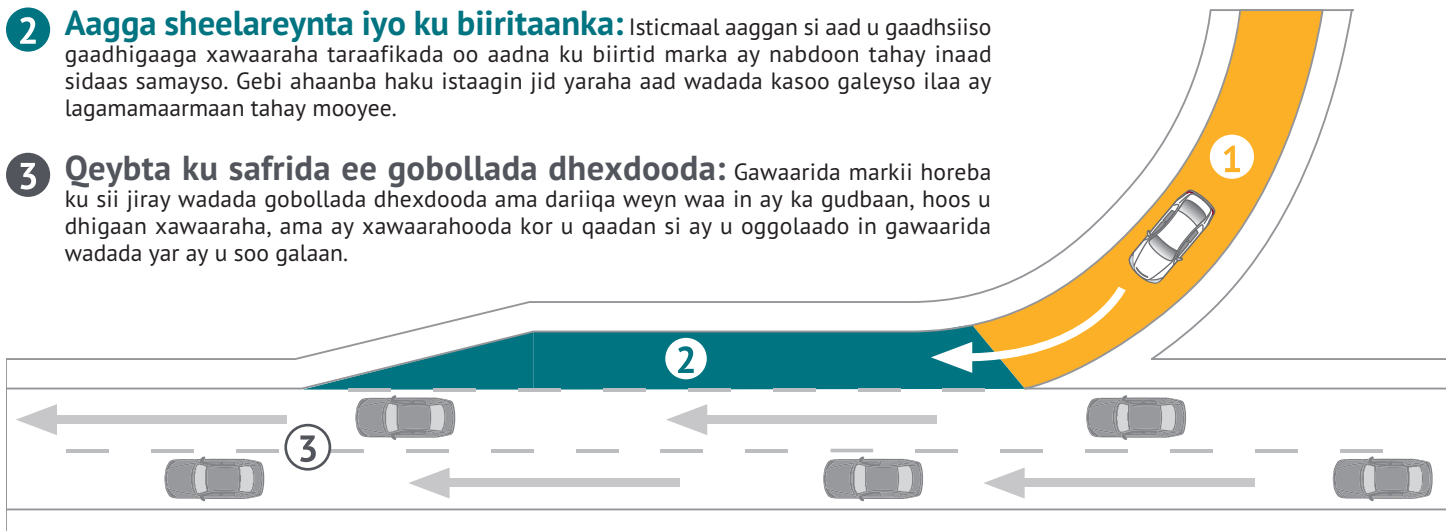 2 Aagga sheelareynta iyo ku biiritaanka: Isticmaal aaggan si aad u gaadhsiiso
gaadhigaaga xawaaraha taraafikada oo aadna ku biirtid marka ay nabdoon tahay inaad
sidaas samayso. Gebi ahaanba haku istaagin jid yaraha aad wadada kasoo galeyso ilaa ay
lagamamaarmaan tahay mooyee.
3 Qeybta ku safrida ee gobollada dhexdooda: Gawaarida markii horeba
ku sii jiray wadada gobollada dhexdooda ama dariiqa weyn waa in ay ka gudbaan, hoos u
dhigaan xawaaraha, ama ay xawaarahooda kor u qaadan si ay u oggolaado in gawaarida
wadada yar ay u soo galaan.
1
2
3